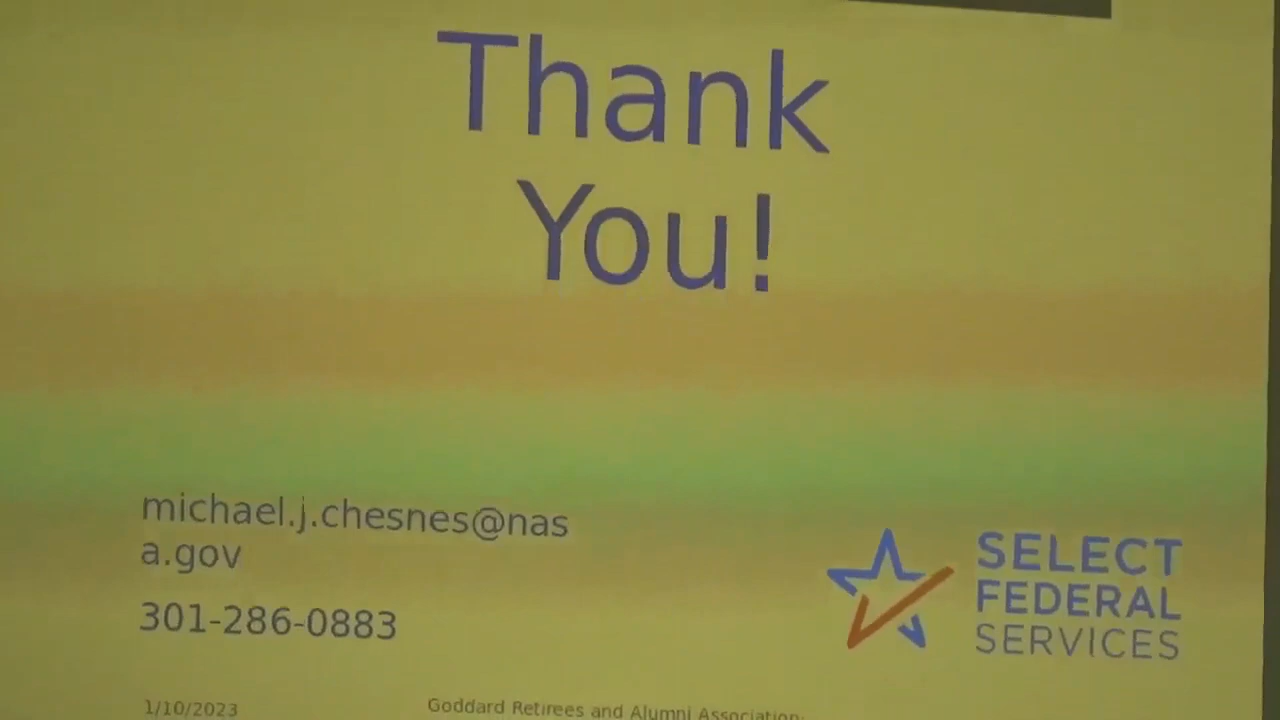 Thank
You!
michael.j.chesnes@nas
a.gov
301-286-0883
SELECT
FEDERAL
SERVICES
1/10/2023
Goddard Retirees and Alumni Association: